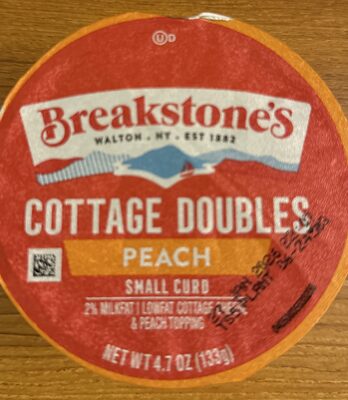 Ⓤ D
Breakstone's
WALTON . NY . EST 1882
COTTAGE DOUBLES
PEACH
SMALL CURD
2% MILKFAT | LOWFAT COTTAGE CHEESE
& PEACH TOPPING
NET WT 4.7 OZ (133g)